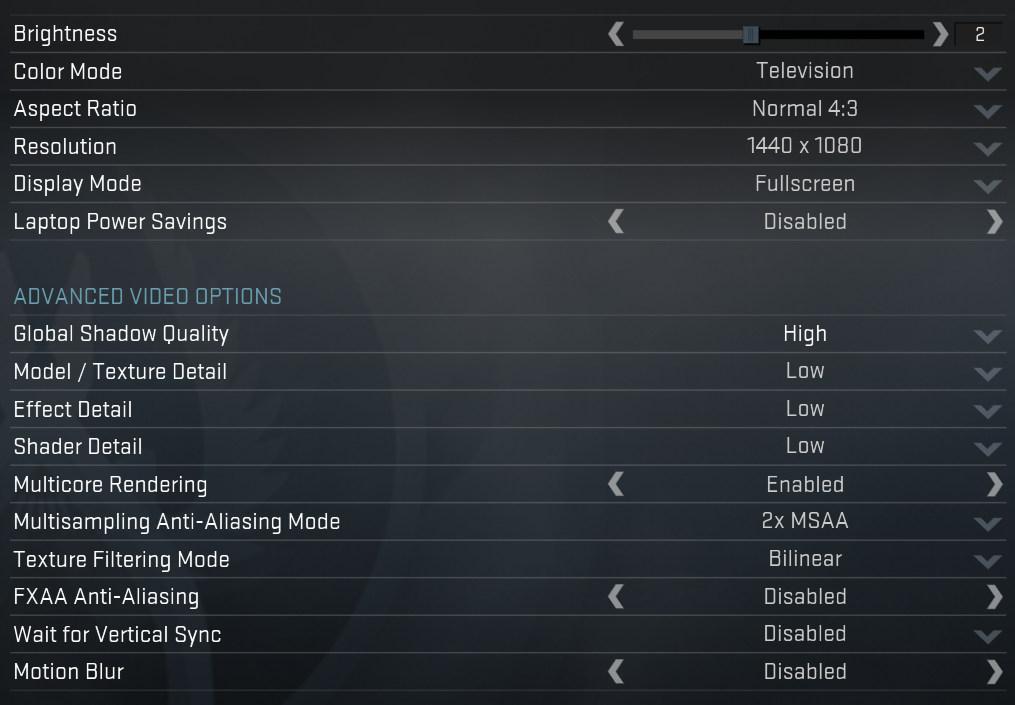 Brightness 2
Color Mode Television
Aspect Ratio Normal 4:3
Resolution 1440 x 1080
Display Mode Fullscreen
Laptop Power Savings Disabled
ADVANCED VIDEO OPTIONS
Global Shadow Quality High
Model / Texture Detail Low
Effect Detail Low
Shader Detail Low
Multicore Rendering Enabled
Multisampling Anti-Aliasing Mode 2x MSAA
Texture Filtering Mode Bilinear
FXAA Anti-Aliasing Disabled
Wait for Vertical Sync Disabled
Motion Blur Disabled